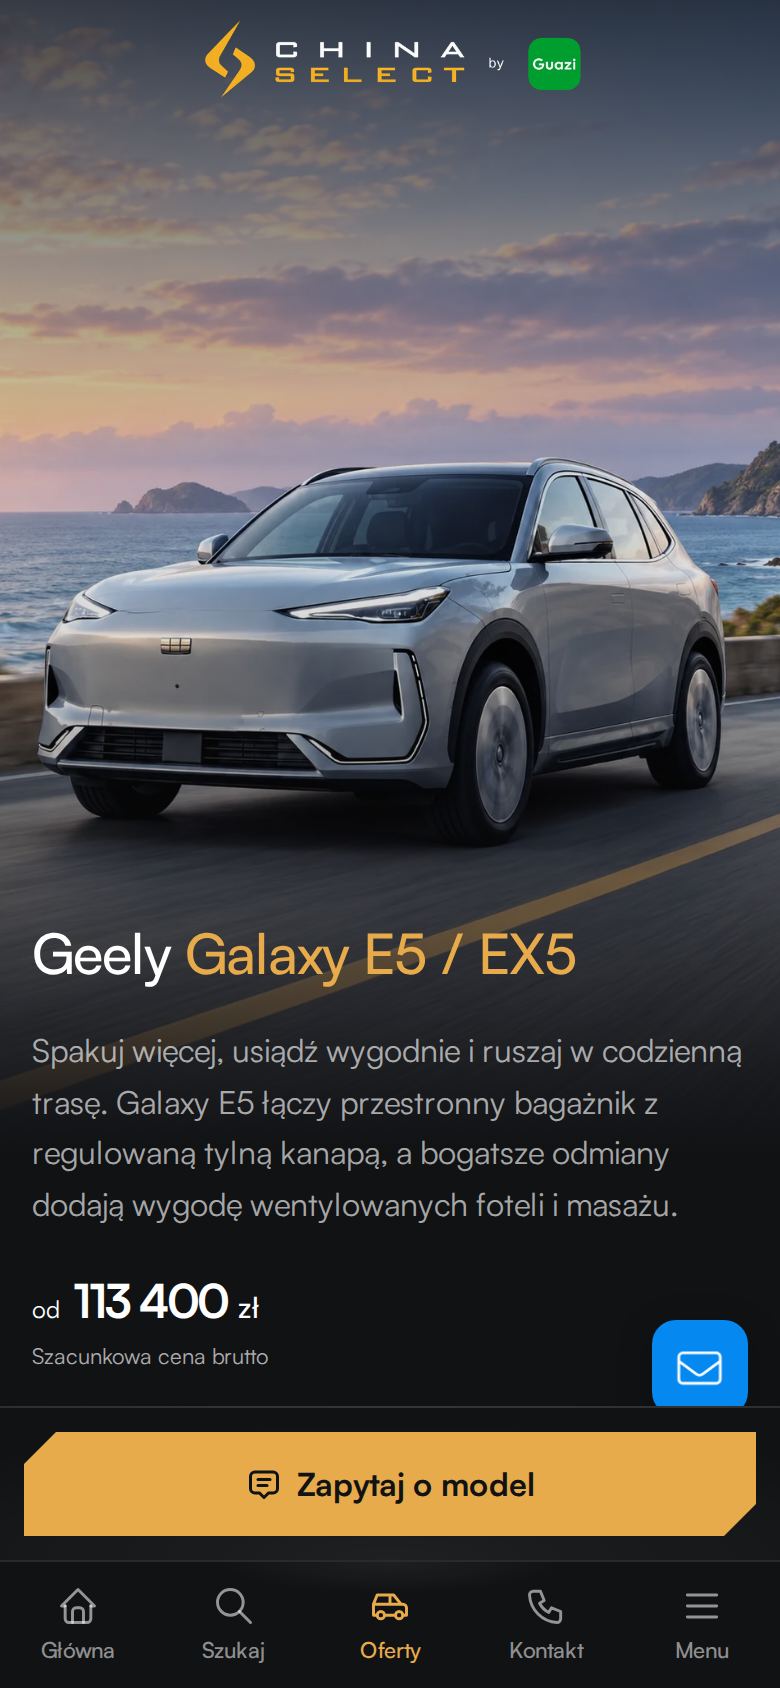 CHINA
SELECT
by
Guazi
Geely Galaxy E5 / EX5
Spakuj więcej, usiądź wygodnie i ruszaj w codzienną
trasę. Galaxy E5 łączy przestronny bagażnik z
regulowaną tylną kanapą, a bogatsze odmiany
dodają wygodę wentylowanych foteli i masażu.
od 113 400 zł
Szacunkowa cena brutto
Zapytaj o model
Główna
Szukaj
Oferty
Kontakt
Menu